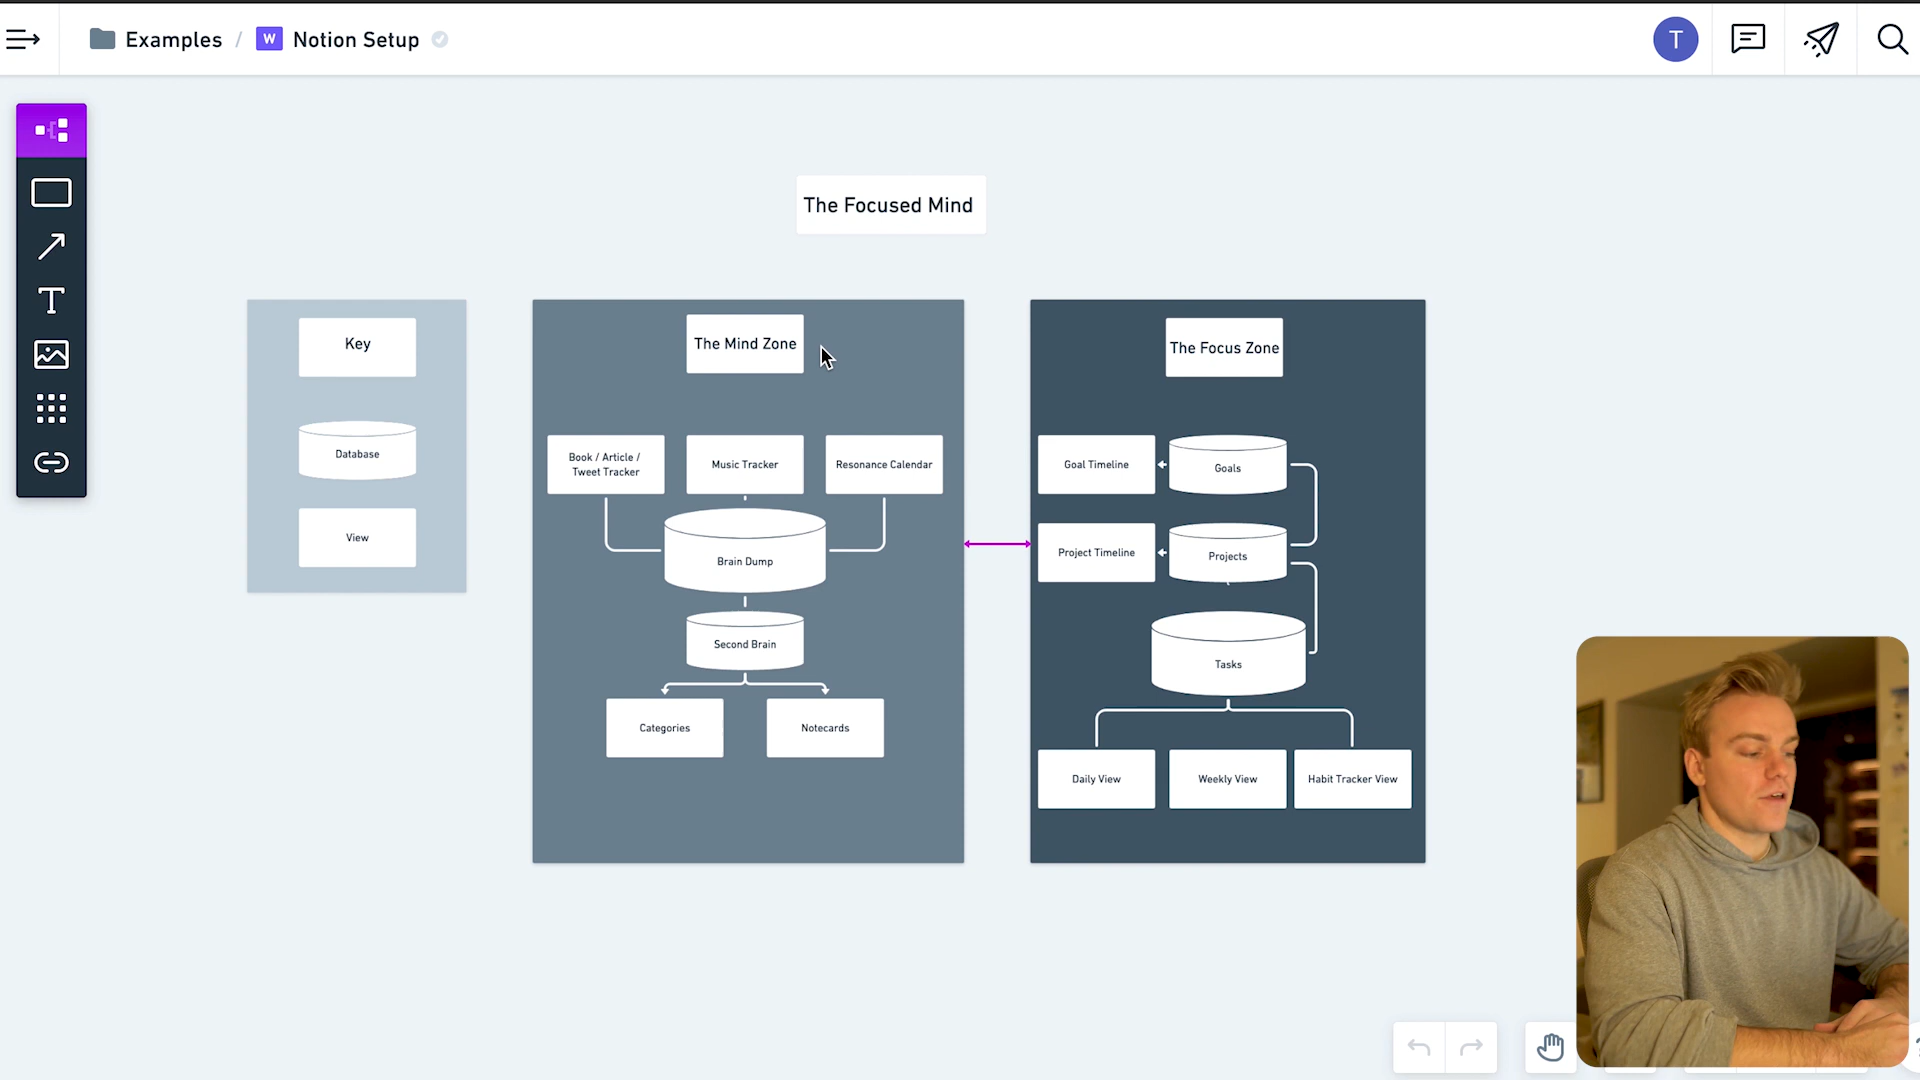 Examples / W Notion Setup
T
The Focused Mind
Key
Database
View
The Mind Zone
Book / Article /
Tweet Tracker
Music Tracker
Resonance Calendar
Brain Dump
Second Brain
Categories
Notecards
The Focus Zone
Goal Timeline
Goals
Project Timeline
Projects
Tasks
Daily View
Weekly View
Habit Tracker View